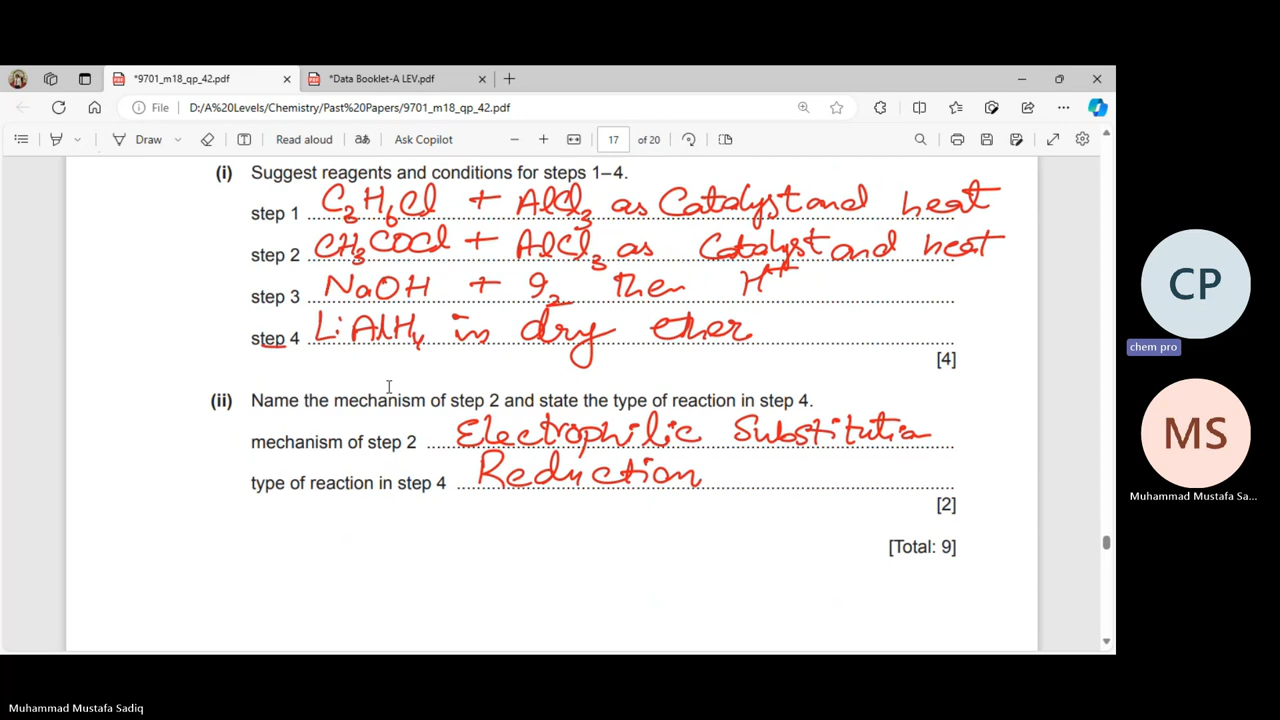 *9701_m18_qp_42.pdf
*Data Booklet-A LEV.pdf
File D:/A%20Levels/Chemistry/Past%20Papers/9701_m18_qp_42.pdf
Draw Read aloud Ask Copilot 17 of 20
(i) Suggest reagents and conditions for steps 1–4.
step 1 C3H6Cl + AlCl3 as Catalyst and heat
step 2 CH3COCl + AlCl3 as Catalyst and heat
step 3 NaOH + I2 then H+
step 4 LiAlH4 in dry ether
[4]
(ii) Name the mechanism of step 2 and state the type of reaction in step 4.
mechanism of step 2 Electrophilic Substitution
type of reaction in step 4 Reduction
[2]
[Total: 9]
CP
chem pro
MS
Muhammad Mustafa Sa...
Muhammad Mustafa Sadiq